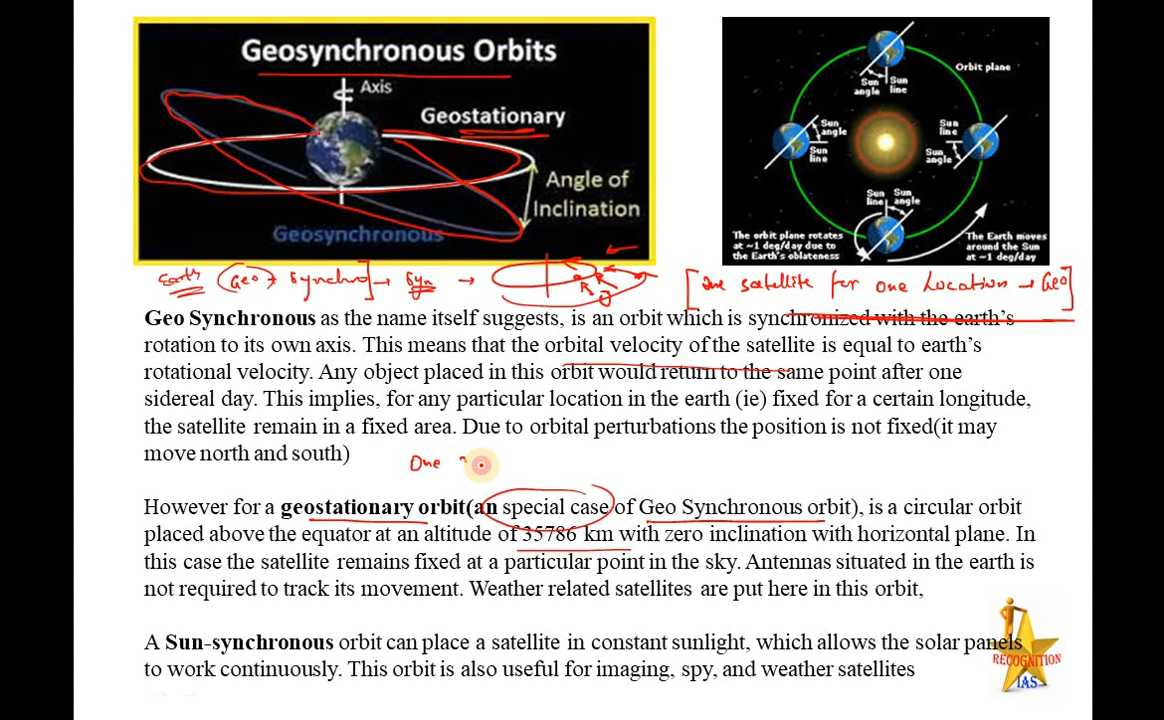 Geosynchronous Orbits
Axis
Geostationary
Angle of
Inclination
Geosynchronous
Orbit plane
Sun angle
Sun line
Sun angle
Sun line
Sun line
Sun angle
Sun line
Sun angle
The orbit plane rotates
at ~1 deg/day due to
the Earth's oblateness
The Earth moves
around the Sun
at ~1 deg/day
Earth Geo Synchro → Syn →
[One satellite for one Location → Geo]
Geo Synchronous as the name itself suggests, is an orbit which is synchronized with the earth's
rotation to its own axis. This means that the orbital velocity of the satellite is equal to earth's
rotational velocity. Any object placed in this orbit would return to the same point after one
sidereal day. This implies, for any particular location in the earth (ie) fixed for a certain longitude,
the satellite remain in a fixed area. Due to orbital perturbations the position is not fixed(it may
move north and south)
One
However for a geostationary orbit(an special case of Geo Synchronous orbit), is a circular orbit
placed above the equator at an altitude of 35786 km with zero inclination with horizontal plane. In
this case the satellite remains fixed at a particular point in the sky. Antennas situated in the earth is
not required to track its movement. Weather related satellites are put here in this orbit,
A Sun-synchronous orbit can place a satellite in constant sunlight, which allows the solar panels
to work continuously. This orbit is also useful for imaging, spy, and weather satellites
RECOGNITION
IAS